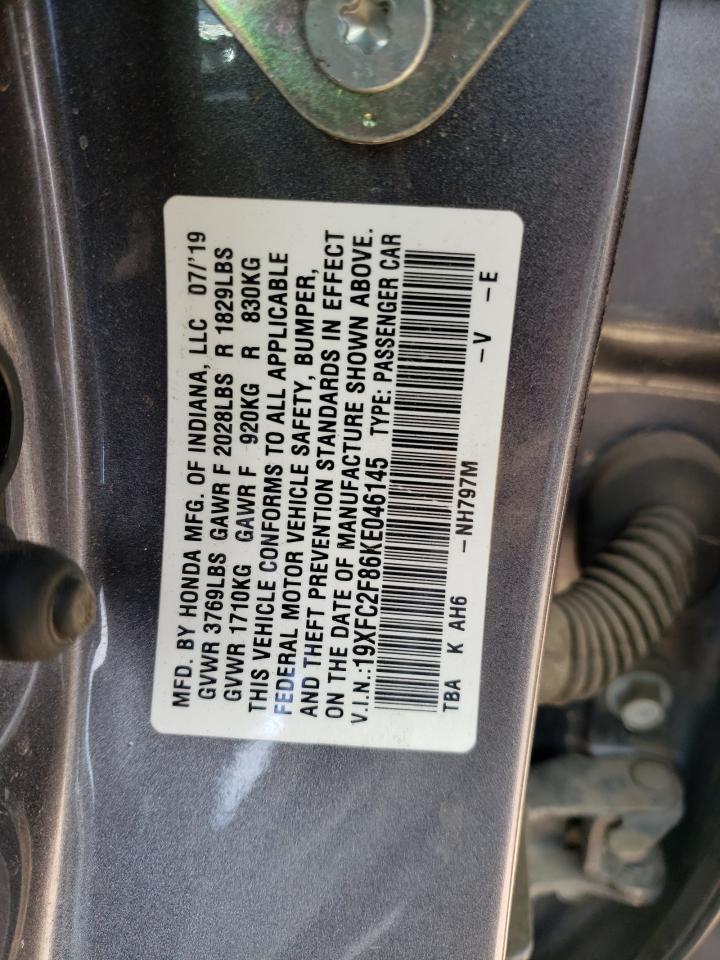 MFD. BY HONDA MFG. OF INDIANA, LLC 07/'19
GVWR 3769LBS GAWR F 2028LBS R 1829LBS
GVWR 1710KG GAWR F 920KG R 830KG
THIS VEHICLE CONFORMS TO ALL APPLICABLE
FEDERAL MOTOR VEHICLE SAFETY, BUMPER,
AND THEFT PREVENTION STANDARDS IN EFFECT
ON THE DATE OF MANUFACTURE SHOWN ABOVE.
V.I.N.:19XFC2F86KE046145 TYPE: PASSENGER CAR
TBA K AH6 -NH797M -V -E